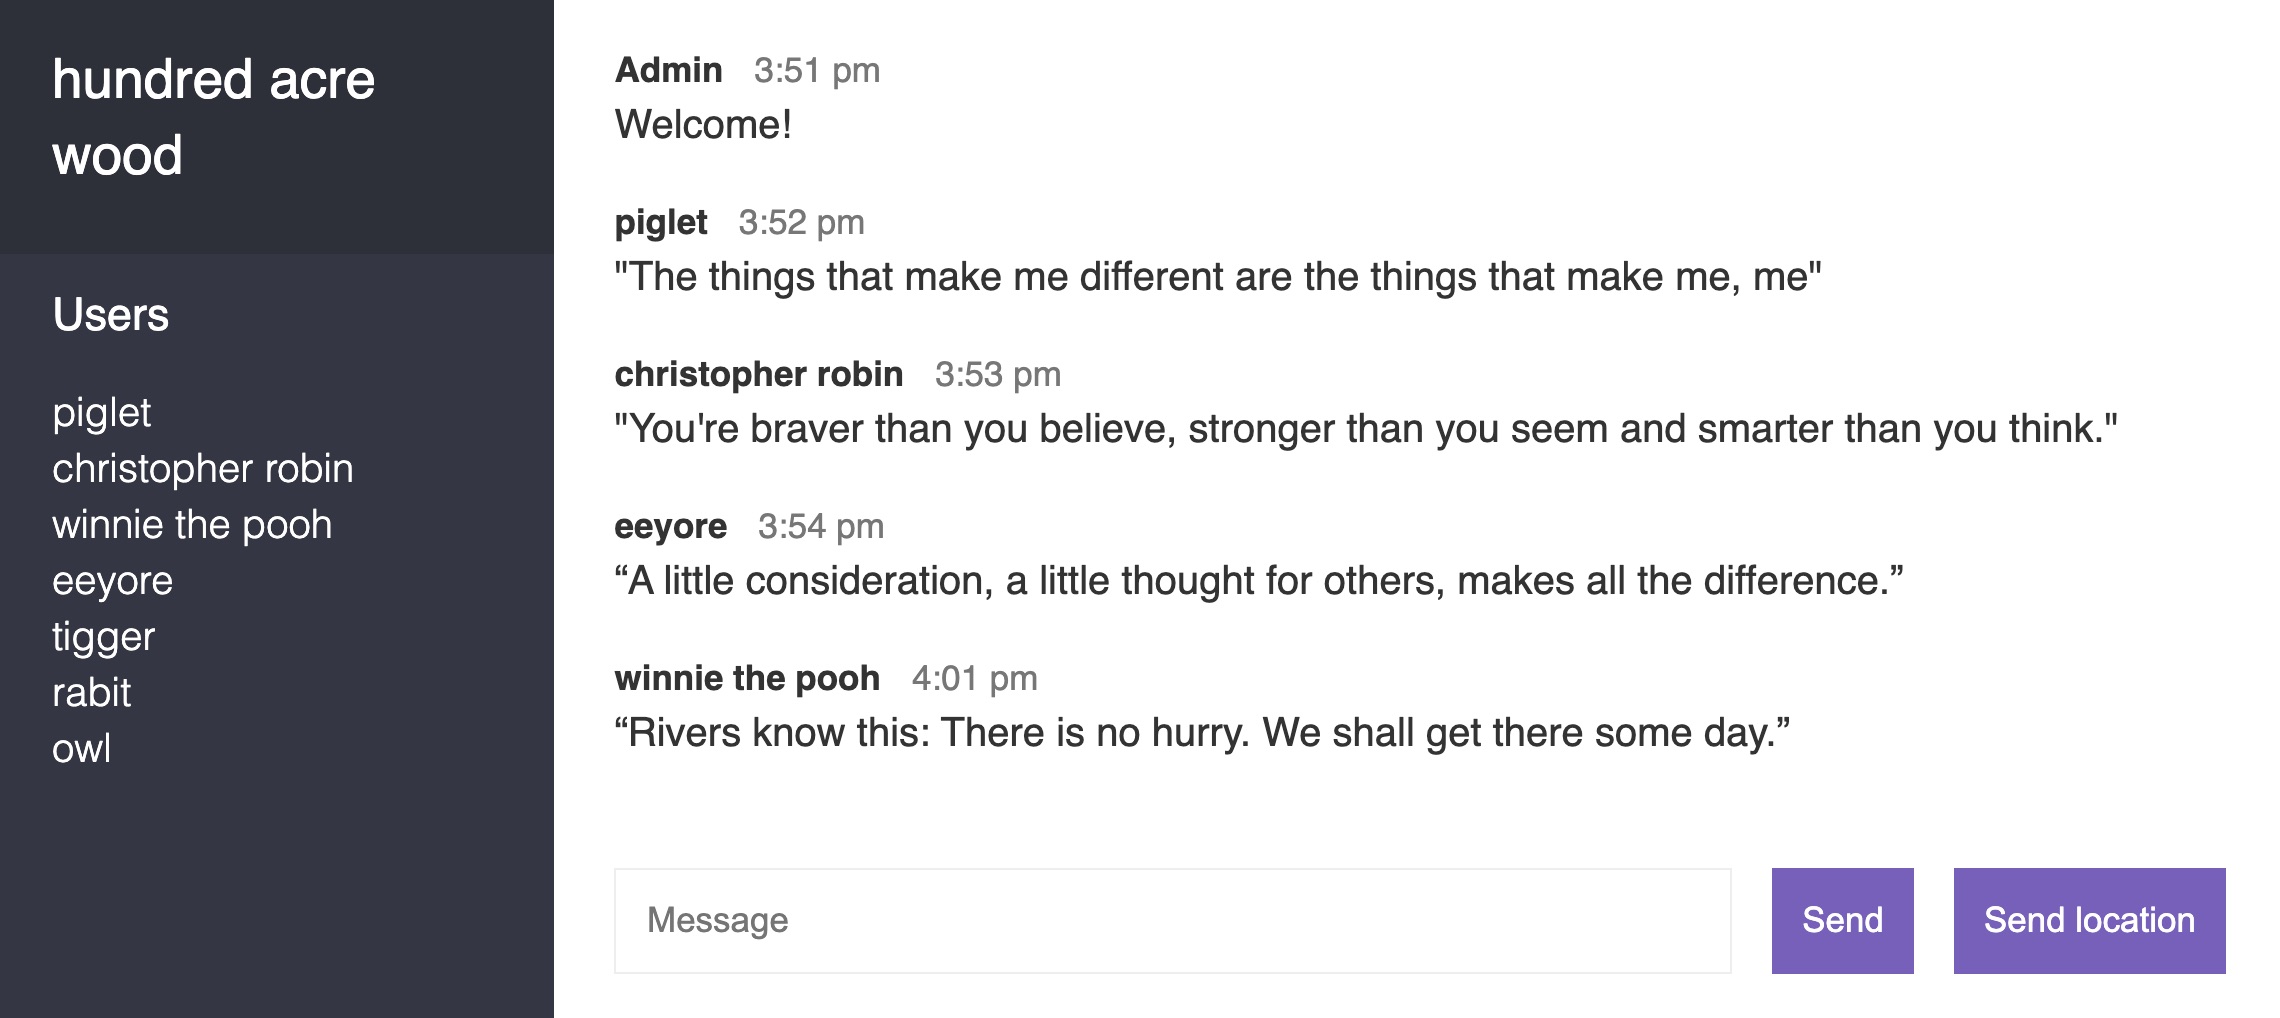 hundred acre
wood
Users
piglet
christopher robin
winnie the pooh
eeyore
tigger
rabit
owl
Admin 3:51 pm
Welcome!
piglet 3:52 pm
"The things that make me different are the things that make me, me"
christopher robin 3:53 pm
"You're braver than you believe, stronger than you seem and smarter than you think."
eeyore 3:54 pm
“A little consideration, a little thought for others, makes all the difference.”
winnie the pooh 4:01 pm
“Rivers know this: There is no hurry. We shall get there some day.”
Message Send Send location